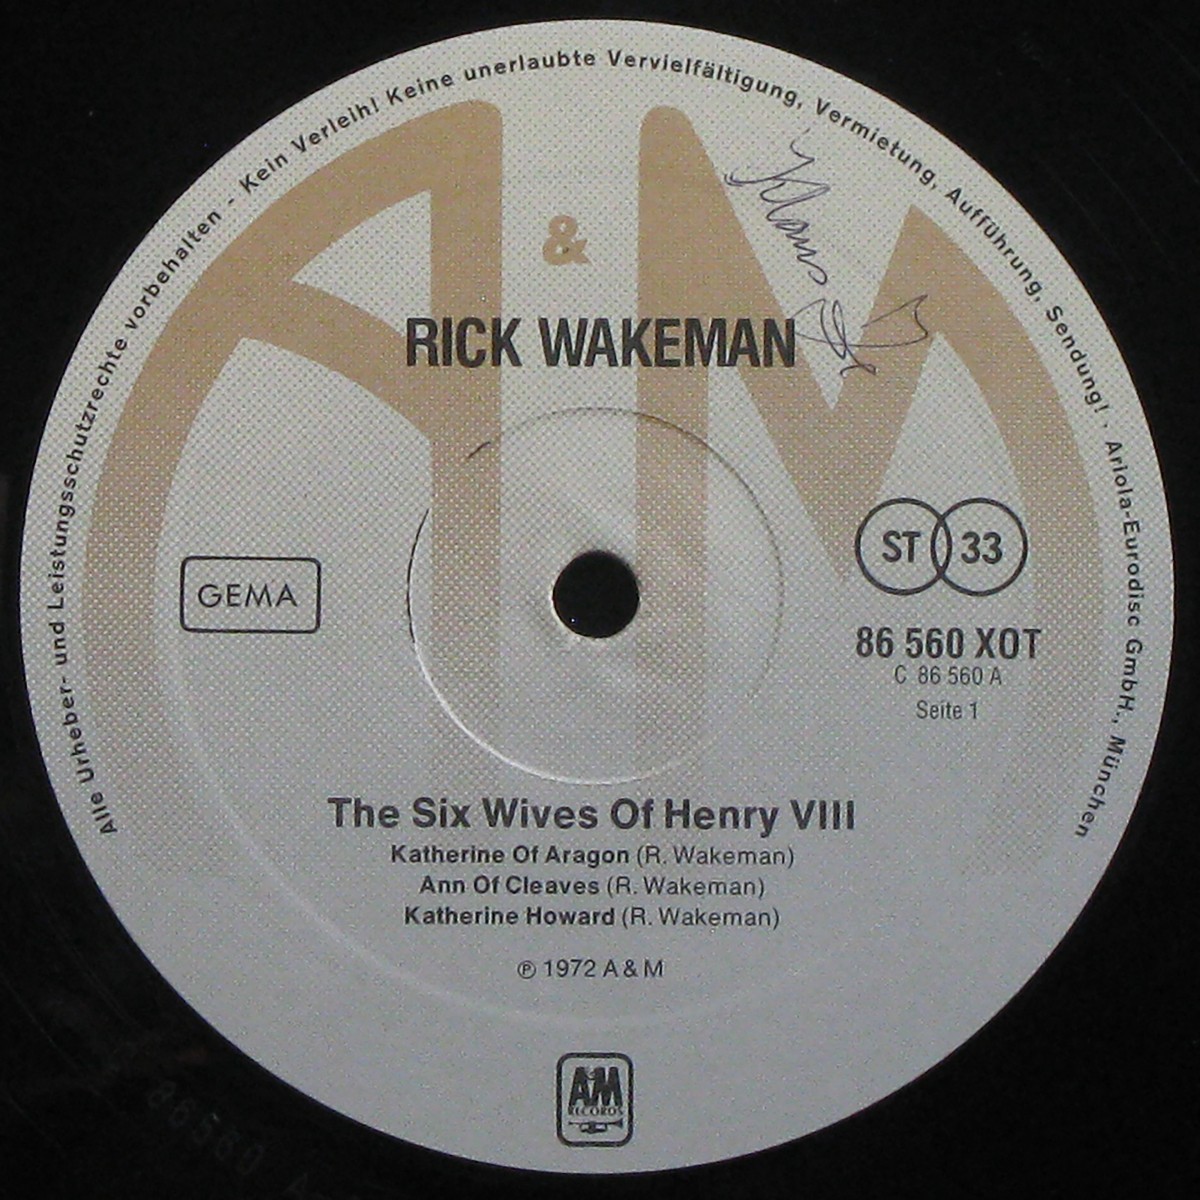 Alle Urheber- und Leistungsschutzrechte vorbehalten - Kein Verleih! Keine unerlaubte Vervielfältigung, Vermietung, Aufführung, Sendung! · Ariola-Eurodisc GmbH., München
A & M
Klaus
RICK WAKEMAN
GEMA
ST 33
86 560 XOT
C 86 560 A
Seite 1
The Six Wives Of Henry VIII
Katherine Of Aragon (R. Wakeman)
Ann Of Cleaves (R. Wakeman)
Katherine Howard (R. Wakeman)
℗ 1972 A & M
A&M
RECORDS
86560 A